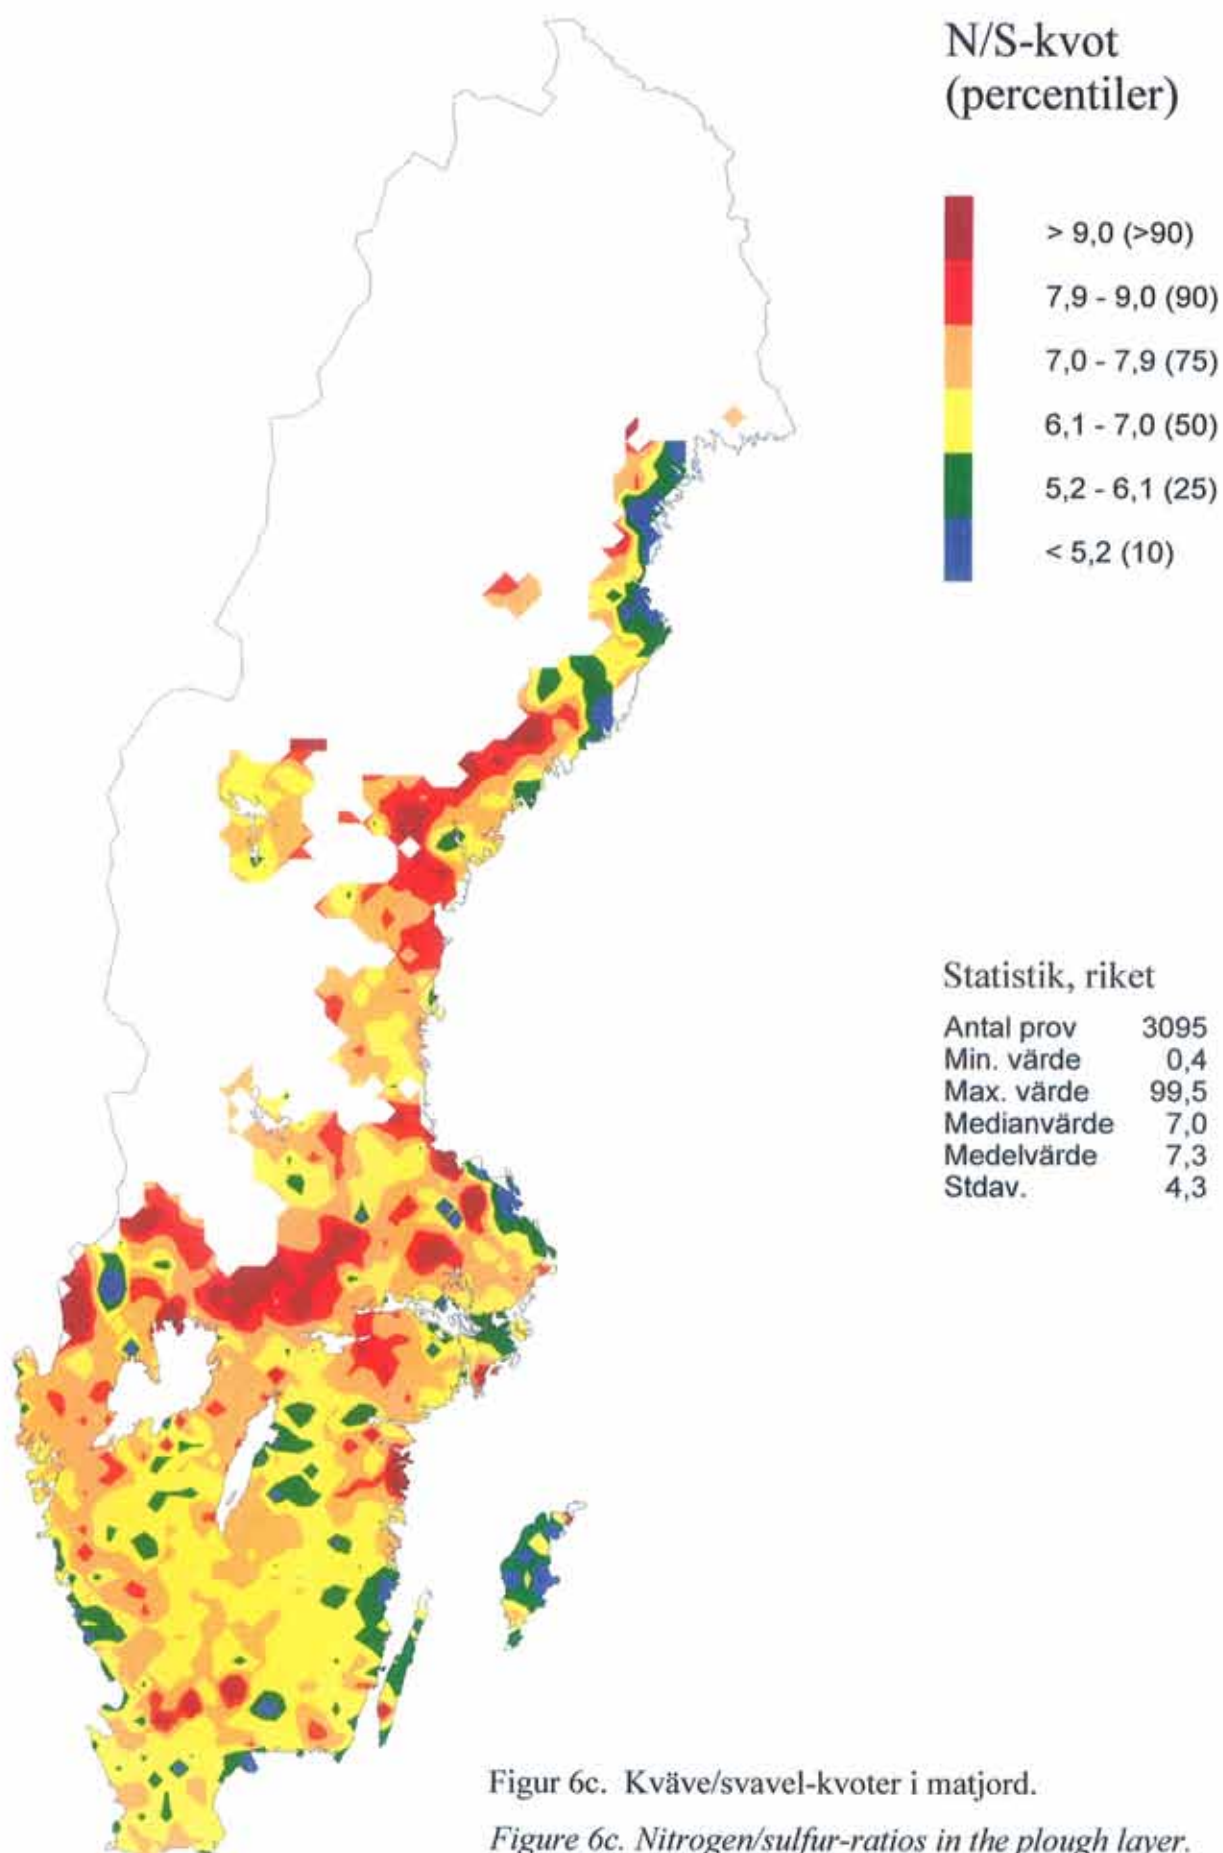 N/S-kvot
(percentiler)
> 9,0 (>90)
7,9 - 9,0 (90)
7,0 - 7,9 (75)
6,1 - 7,0 (50)
5,2 - 6,1 (25)
< 5,2 (10)
Statistik, riket
Antal prov 3095
Min. värde 0,4
Max. värde 99,5
Medianvärde 7,0
Medelvärde 7,3
Stdav. 4,3
Figur 6c. Kväve/svavel-kvoter i matjord.
Figure 6c. Nitrogen/sulfur-ratios in the plough layer.